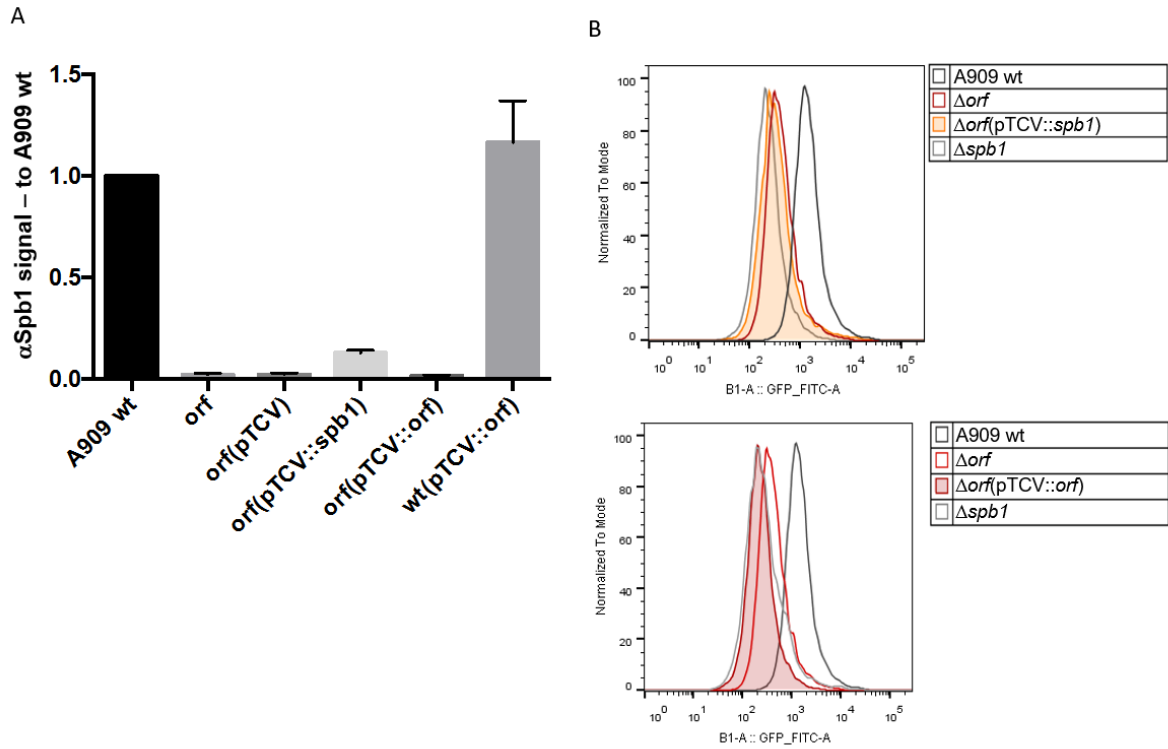 A
αSpb1 signal – to A909 wt
1.5
1.0
0.5
0.0
A909 wt
orf
orf(pTCV)
orf(pTCV::spb1)
orf(pTCV::orf)
wt(pTCV::orf)
B
Normalized To Mode
100
80
60
40
20
0
10^0 10^1 10^2 10^3 10^4 10^5
B1-A :: GFP_FITC-A
A909 wt
Δorf
Δorf(pTCV::spb1)
Δspb1
Normalized To Mode
100
80
60
40
20
0
10^0 10^1 10^2 10^3 10^4 10^5
B1-A :: GFP_FITC-A
A909 wt
Δorf
Δorf(pTCV::orf)
Δspb1